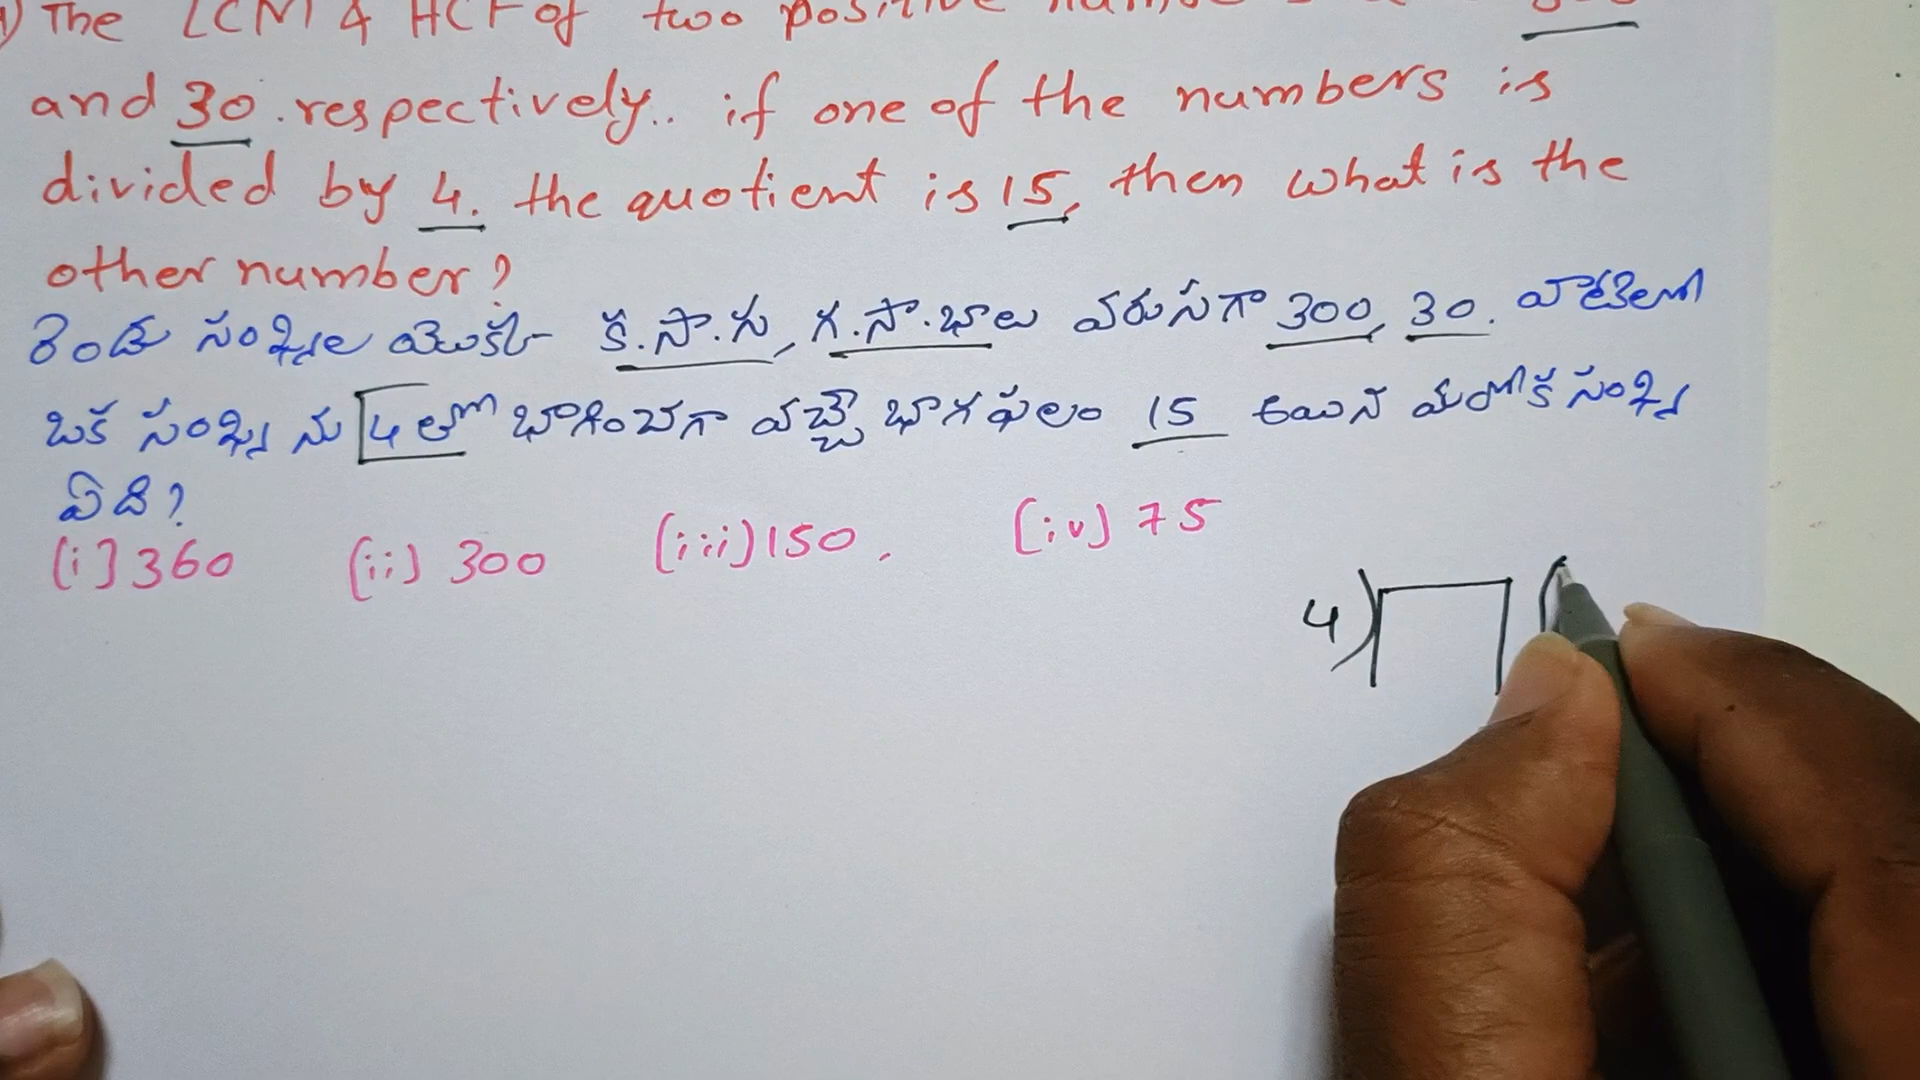 1) The LCM & HCF of two positive
and 30. respectively.. if one of the numbers is
divided by 4. the quotient is 15, then what is the
other number?
రెండు సంఖ్యల యొక్క క.సా.గు, గ.సా.భాలు వరుసగా 300, 30. వాటిలో
ఒక సంఖ్య ను 4 తో భాగించగా వచ్చే భాగఫలం 15 అయిన మరొక సంఖ్య
ఏది?
(i) 360 (ii) 300 (iii) 150. (iv) 75
4)